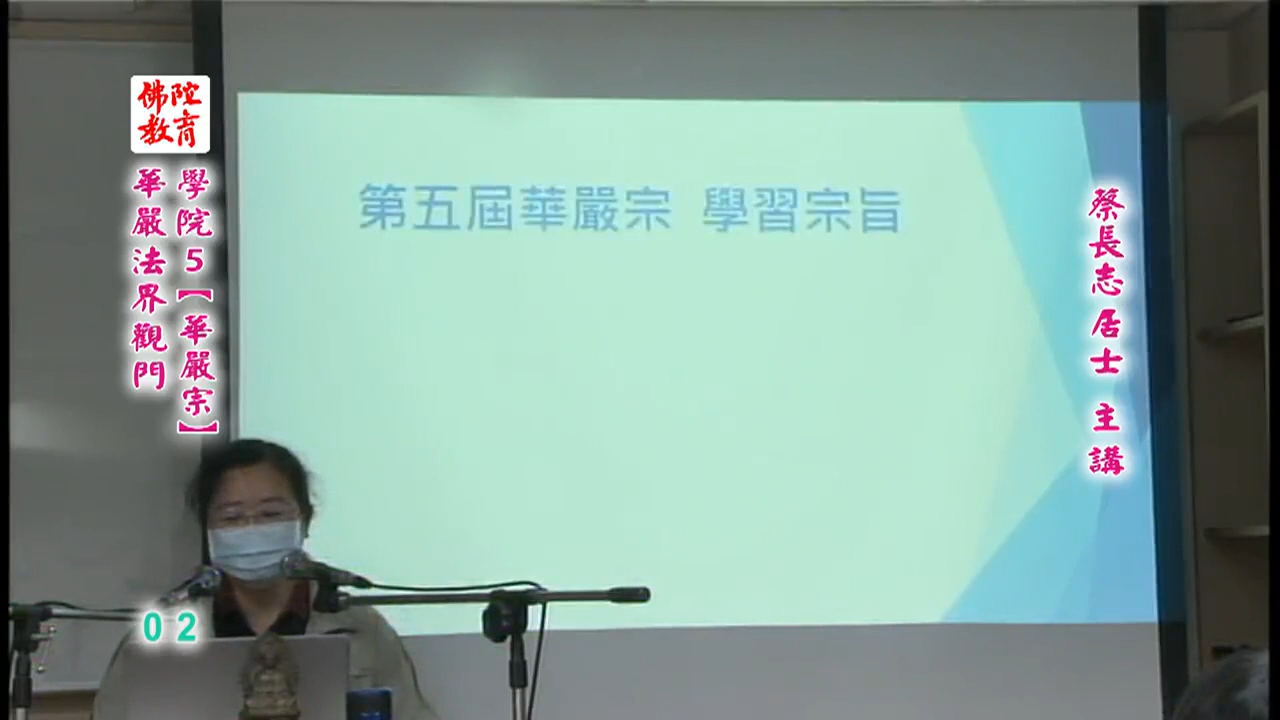 佛陀
教育
學院5【華嚴宗】
華嚴法界觀門
第五屆華嚴宗 學習宗旨
蔡長志居士 主講
02